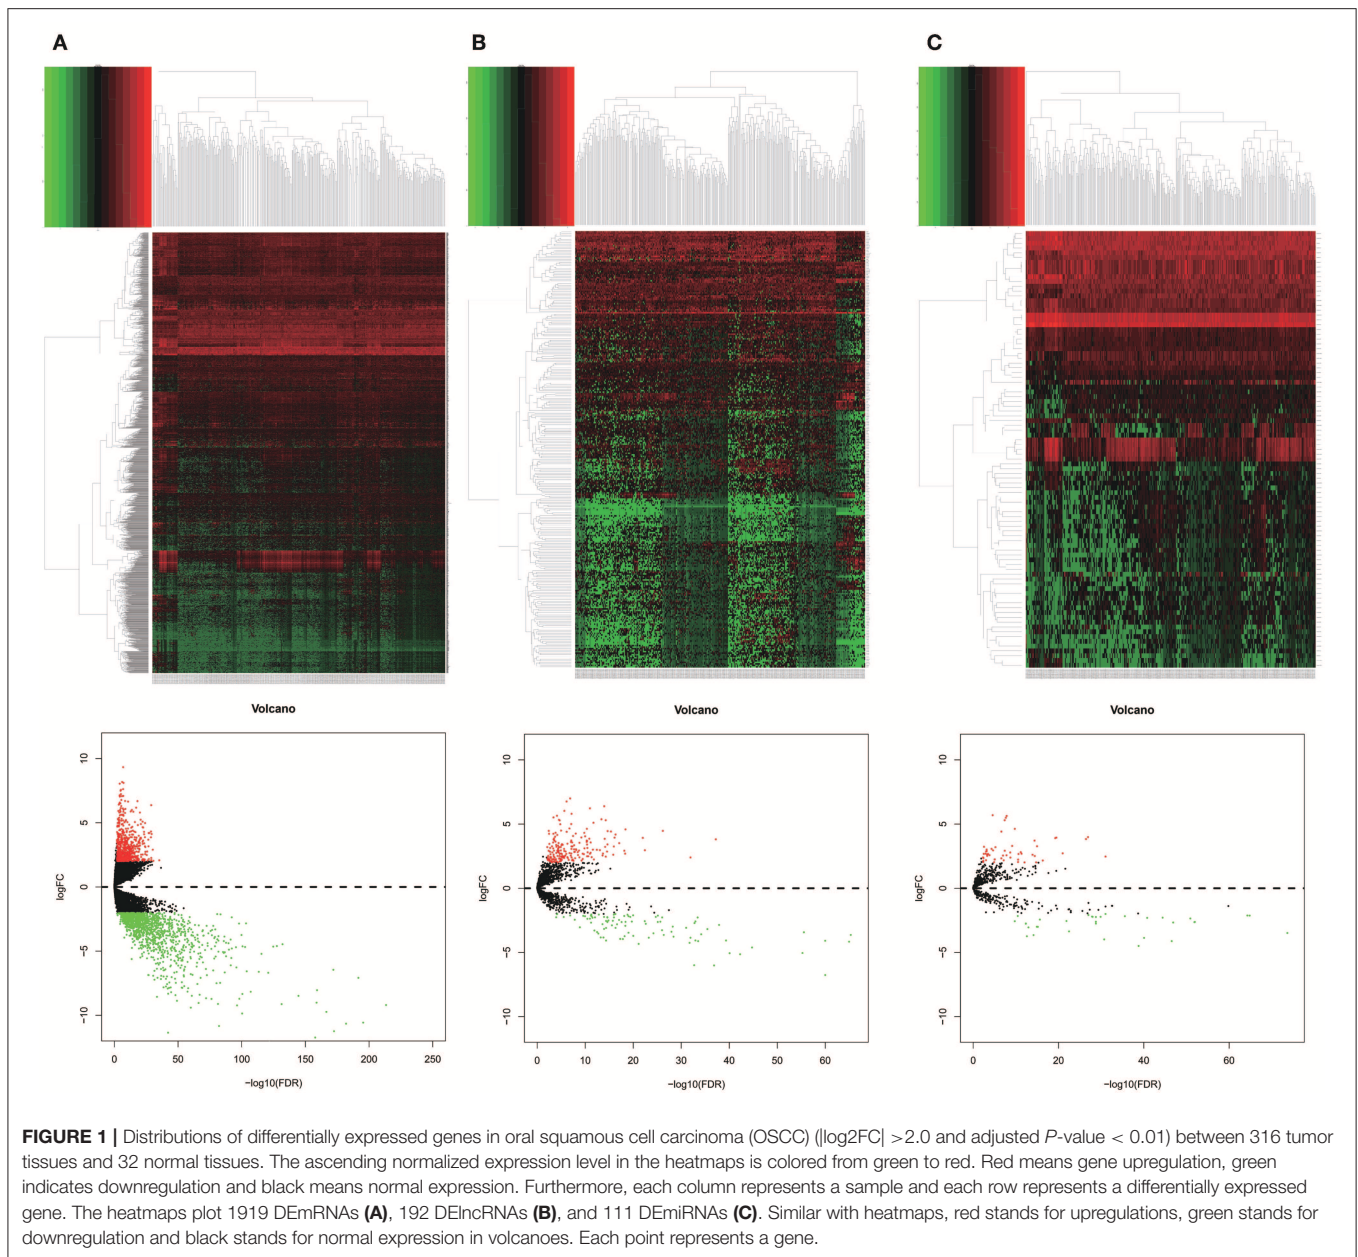 A
B
C
Volcano
Volcano
Volcano
10
5
0
−5
−10
logFC
0
50
100
150
200
250
−log10(FDR)
10
5
0
−5
−10
logFC
0
10
20
30
40
50
60
−log10(FDR)
10
5
0
−5
−10
logFC
0
20
40
60
−log10(FDR)
FIGURE 1 | Distributions of differentially expressed genes in oral squamous cell carcinoma (OSCC) (|log2FC| >2.0 and adjusted P-value < 0.01) between 316 tumor
tissues and 32 normal tissues. The ascending normalized expression level in the heatmaps is colored from green to red. Red means gene upregulation, green
indicates downregulation and black means normal expression. Furthermore, each column represents a sample and each row represents a differentially expressed
gene. The heatmaps plot 1919 DEmRNAs (A), 192 DElncRNAs (B), and 111 DEmiRNAs (C). Similar with heatmaps, red stands for upregulations, green stands for
downregulation and black stands for normal expression in volcanoes. Each point represents a gene.